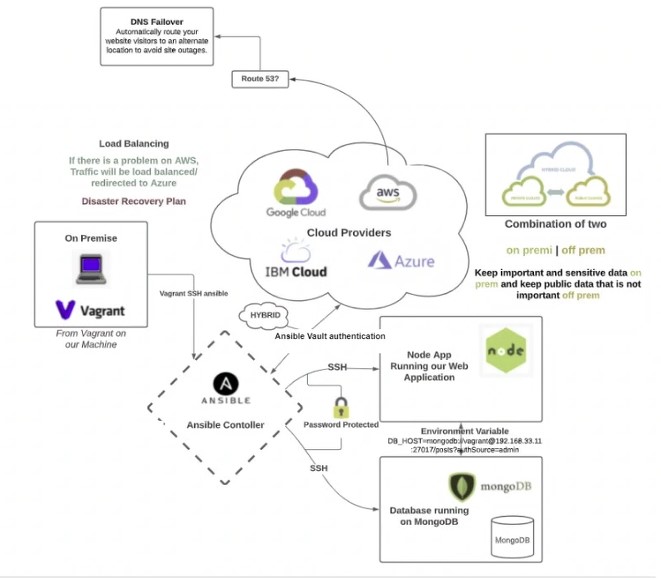 DNS Failover
Automatically route your
website visitors to an alternate
location to avoid site outages.
Route 53?
Load Balancing
If there is a problem on AWS,
Traffic will be load balanced/
redirected to Azure
Disaster Recovery Plan
On Premise
Vagrant
From Vagrant on
our Machine
Vagrant SSH ansible
Google Cloud
aws
Cloud Providers
IBM Cloud
Azure
HYBRID CLOUD
PRIVATE CLOUD
PUBLIC CLOUD
Combination of two
on premi | off prem
Keep important and sensitive data on
prem and keep public data that is not
important off prem
HYBRID
Ansible Vault authentication
ANSIBLE
Ansible Contoller
SSH
Password Protected
SSH
Node App
Running our Web
Application
node
Environment Variable
DB_HOST=mongodb://vagrant@192.168.33.11
:27017/posts?authSource=admin
mongoDB
Database running
on MongoDB
MongoDB